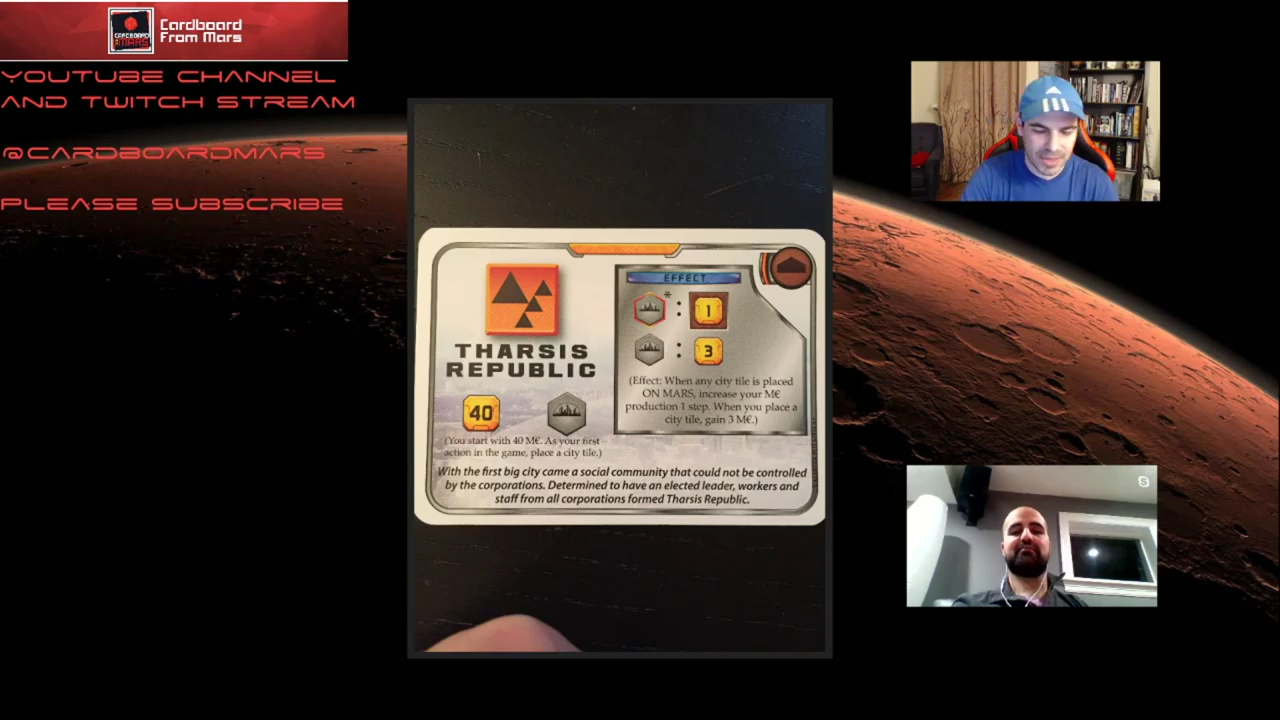 Cardboard
From Mars
CARDBOARD
FROM MARS
YOUTUBE CHANNEL
AND TWITCH STREAM
@CARDBOARDMARS
PLEASE SUBSCRIBE
THARSIS
REPUBLIC
40
(You start with 40 M€. As your first
action in the game, place a city tile.)
EFFECT
* : 1
: 3
(Effect: When any city tile is placed
ON MARS, increase your M€
production 1 step. When you place a
city tile, gain 3 M€.)
With the first big city came a social community that could not be controlled
by the corporations. Determined to have an elected leader, workers and
staff from all corporations formed Tharsis Republic.
S